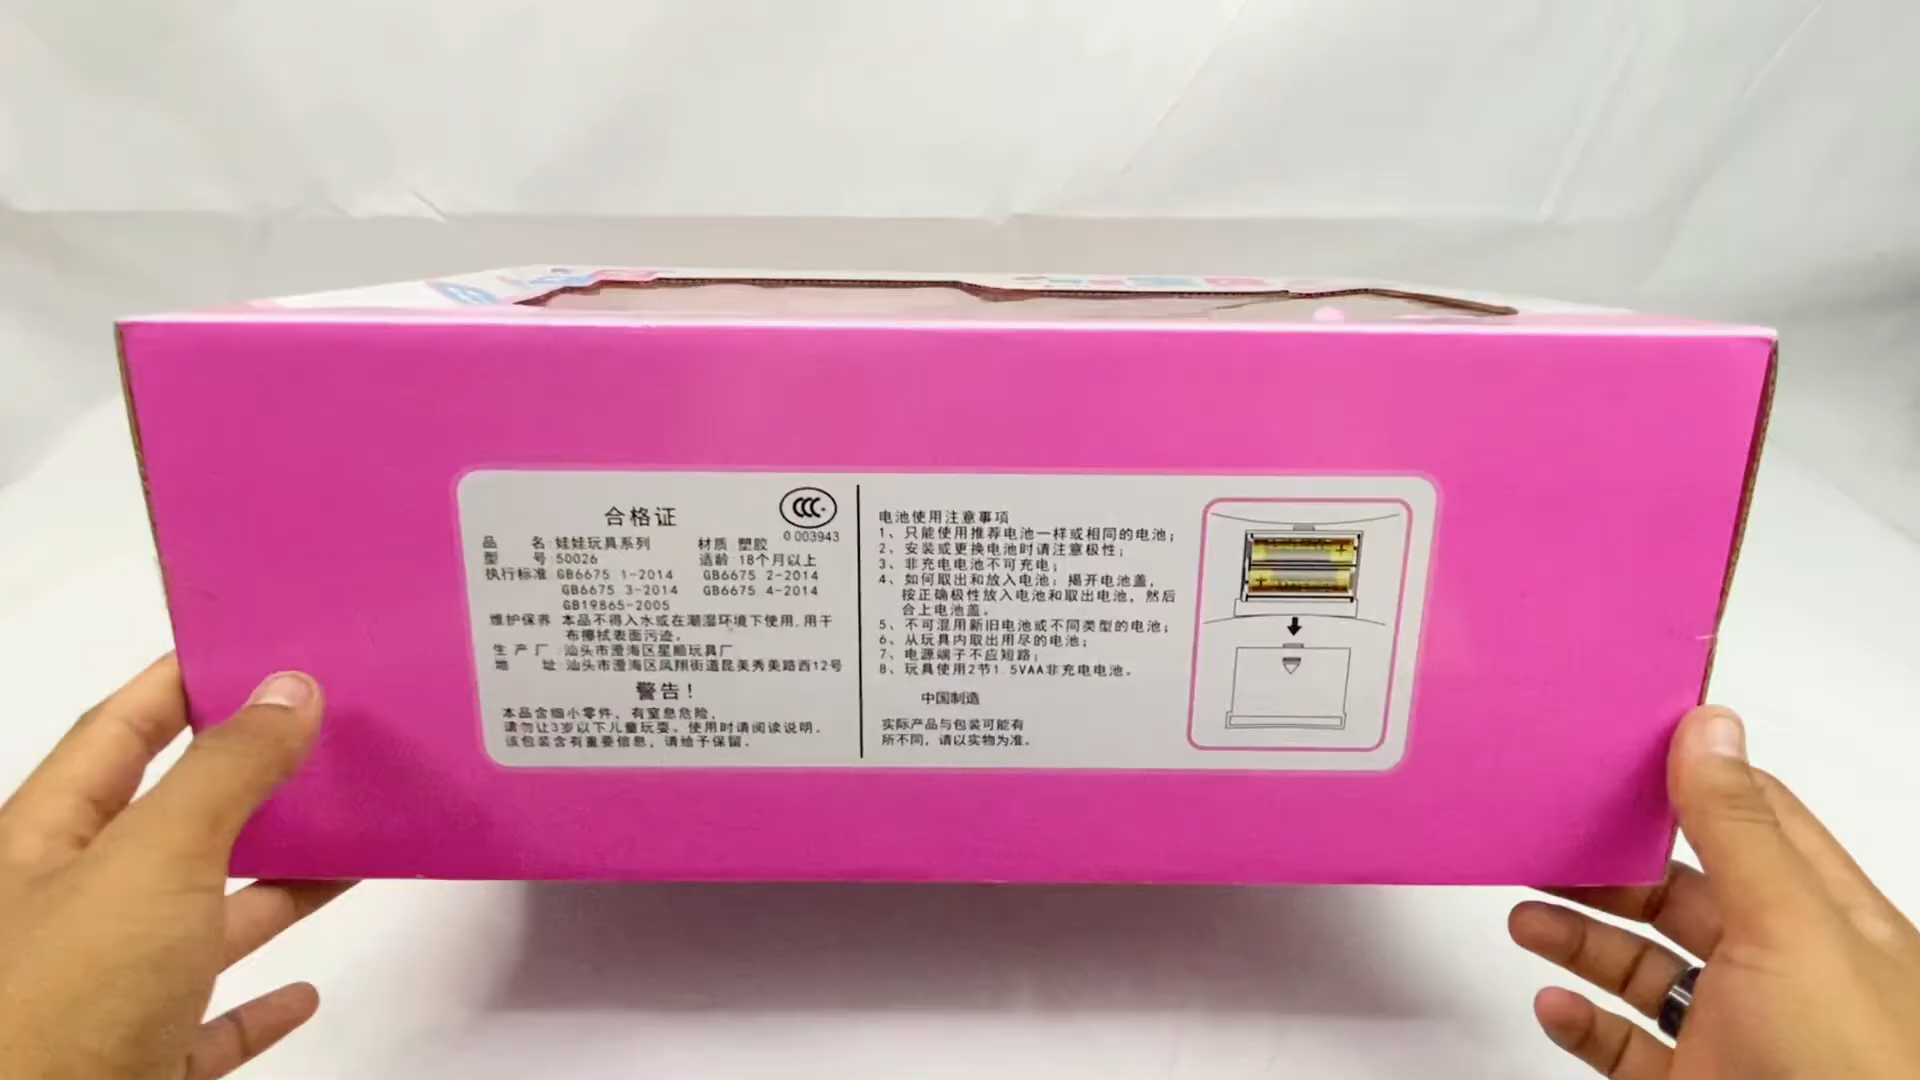 合格证
CCC
0 003943
品 名:娃娃玩具系列 材质:塑胶
型 号:50026 适龄:18个月以上
执行标准:GB6675 1-2014 GB6675 2-2014
GB6675 3-2014 GB6675 4-2014
GB19865-2005
维护保养:本品不得入水或在潮湿环境下使用,用干
布擦拭表面污迹。
生 产 厂:汕头市澄海区星顺玩具厂
地 址:汕头市澄海区凤翔街道昆美秀美路西12号
警告!
本品含细小零件,有窒息危险,
请勿让3岁以下儿童玩耍。使用时请阅读说明。
该包装含有重要信息,请给予保留。
电池使用注意事项
1、只能使用推荐电池一样或相同的电池;
2、安装或更换电池时请注意极性;
3、非充电电池不可充电;
4、如何取出和放入电池:揭开电池盖,
按正确极性放入电池和取出电池,然后
合上电池盖。
5、不可混用新旧电池或不同类型的电池;
6、从玩具内取出用尽的电池;
7、电源端子不应短路;
8、玩具使用2节1.5VAA非充电电池。
中国制造
实际产品与包装可能有
所不同,请以实物为准。